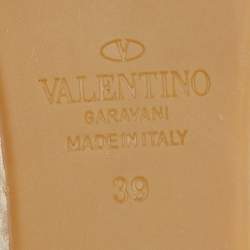 VALENTINO
GARAVANI
MADE IN ITALY
39